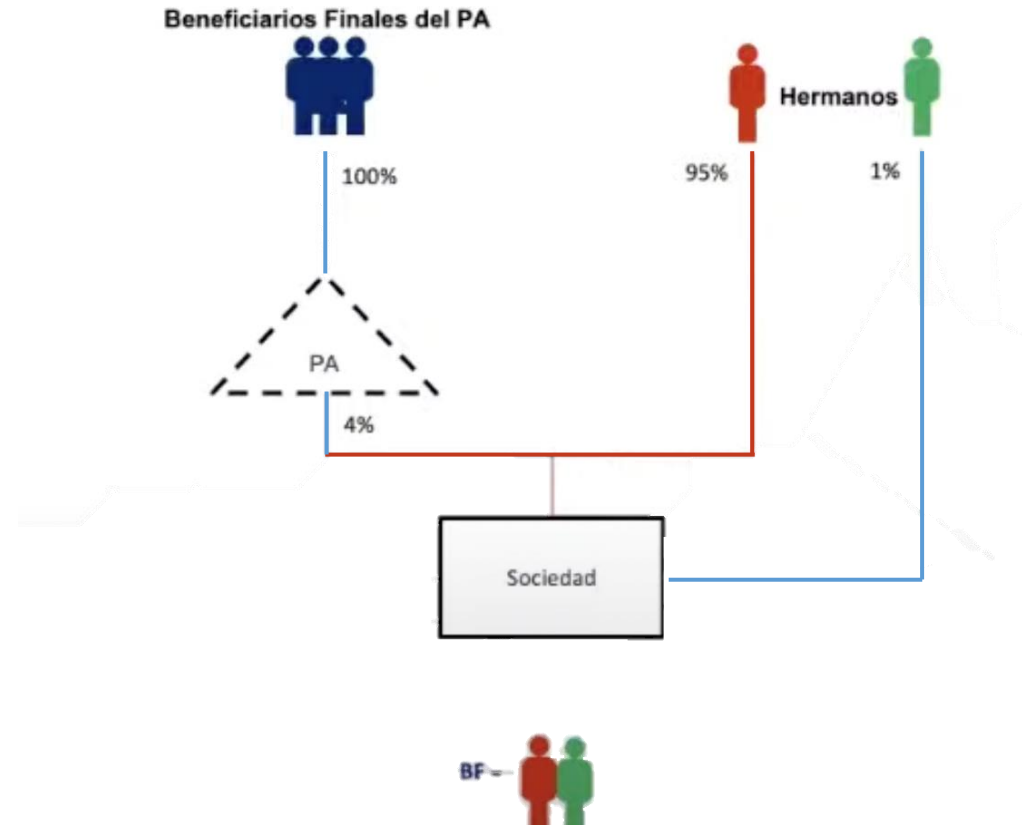 Beneficiarios Finales del PA
Hermanos
100%
95%
1%
PA
4%
Sociedad
BF –